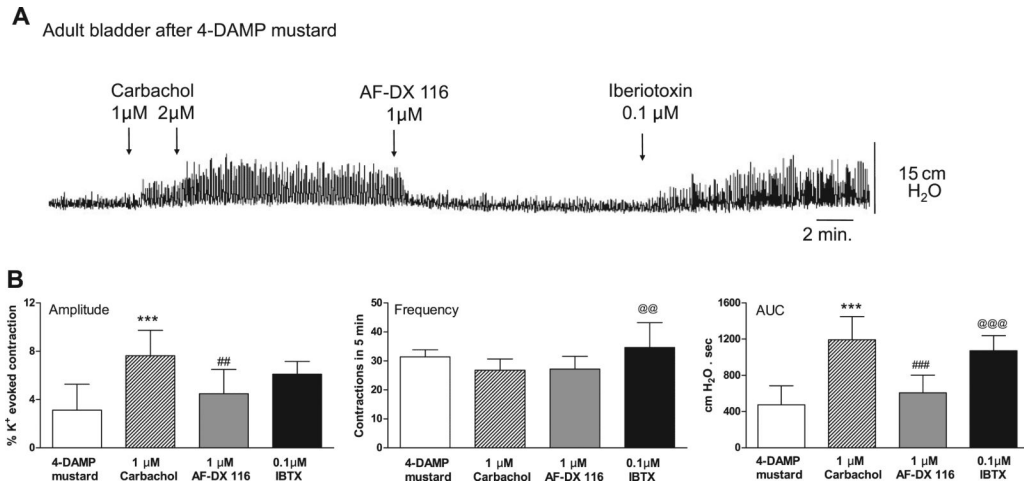 A
Adult bladder after 4-DAMP mustard
Carbachol
1μM 2μM
AF-DX 116
1μM
Iberiotoxin
0.1 μM
15 cm
H₂O
2 min.
B
Amplitude
% K⁺ evoked contraction
12
8
4
0
***
##
4-DAMP
mustard
1 μM
Carbachol
1 μM
AF-DX 116
0.1μM
IBTX
Frequency
Contractions in 5 min
50
40
30
20
10
0
@@
4-DAMP
mustard
1 μM
Carbachol
1 μM
AF-DX 116
0.1μM
IBTX
AUC
cm H₂O . sec
1600
1200
800
400
0
***
###
@@@
4-DAMP
mustard
1 μM
Carbachol
1 μM
AF-DX 116
0.1μM
IBTX